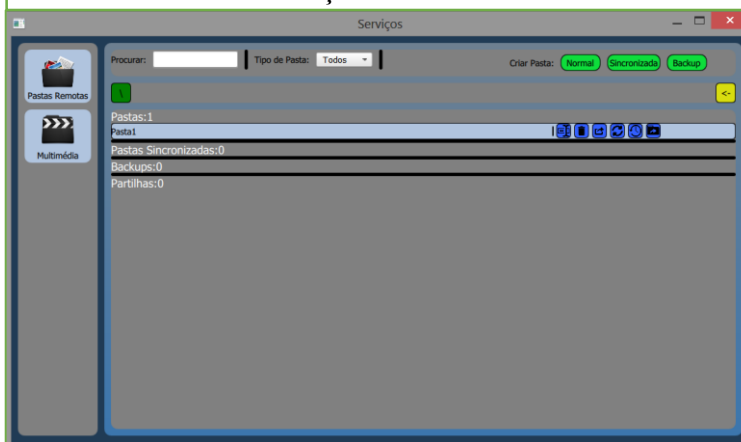 Serviços
Pastas Remotas
Multimédia
Procurar:
Tipo de Pasta: Todos
Criar Pasta: Normal Sincronizada Backup
\
<-
Pastas:1
Pasta1
Pastas Sincronizadas:0
Backups:0
Partilhas:0